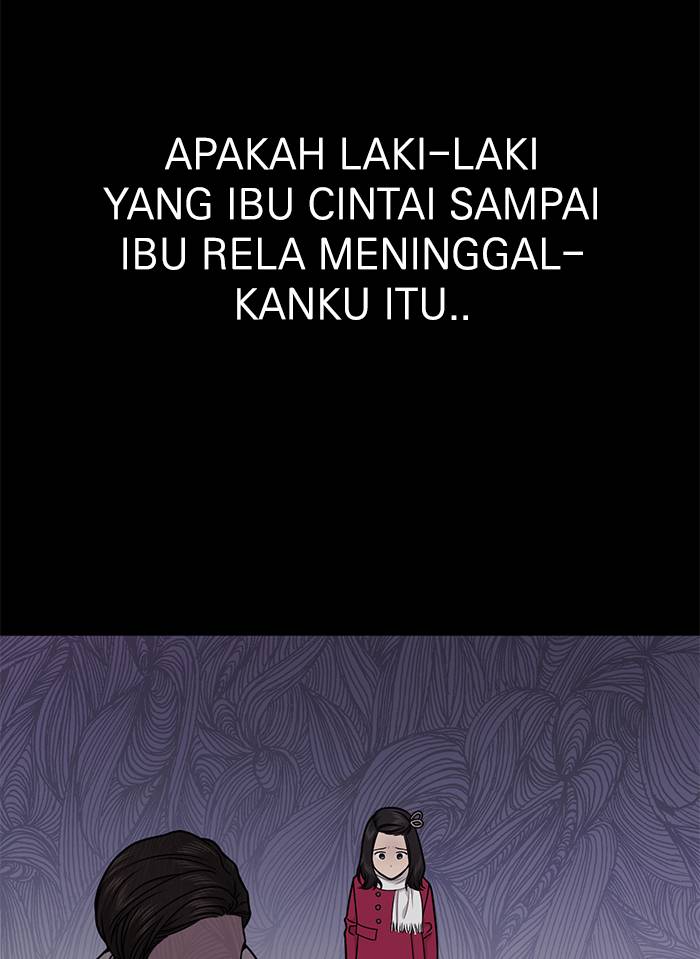 APAKAH LAKI-LAKI
YANG IBU CINTAI SAMPAI
IBU RELA MENINGGAL-
KANKU ITU..